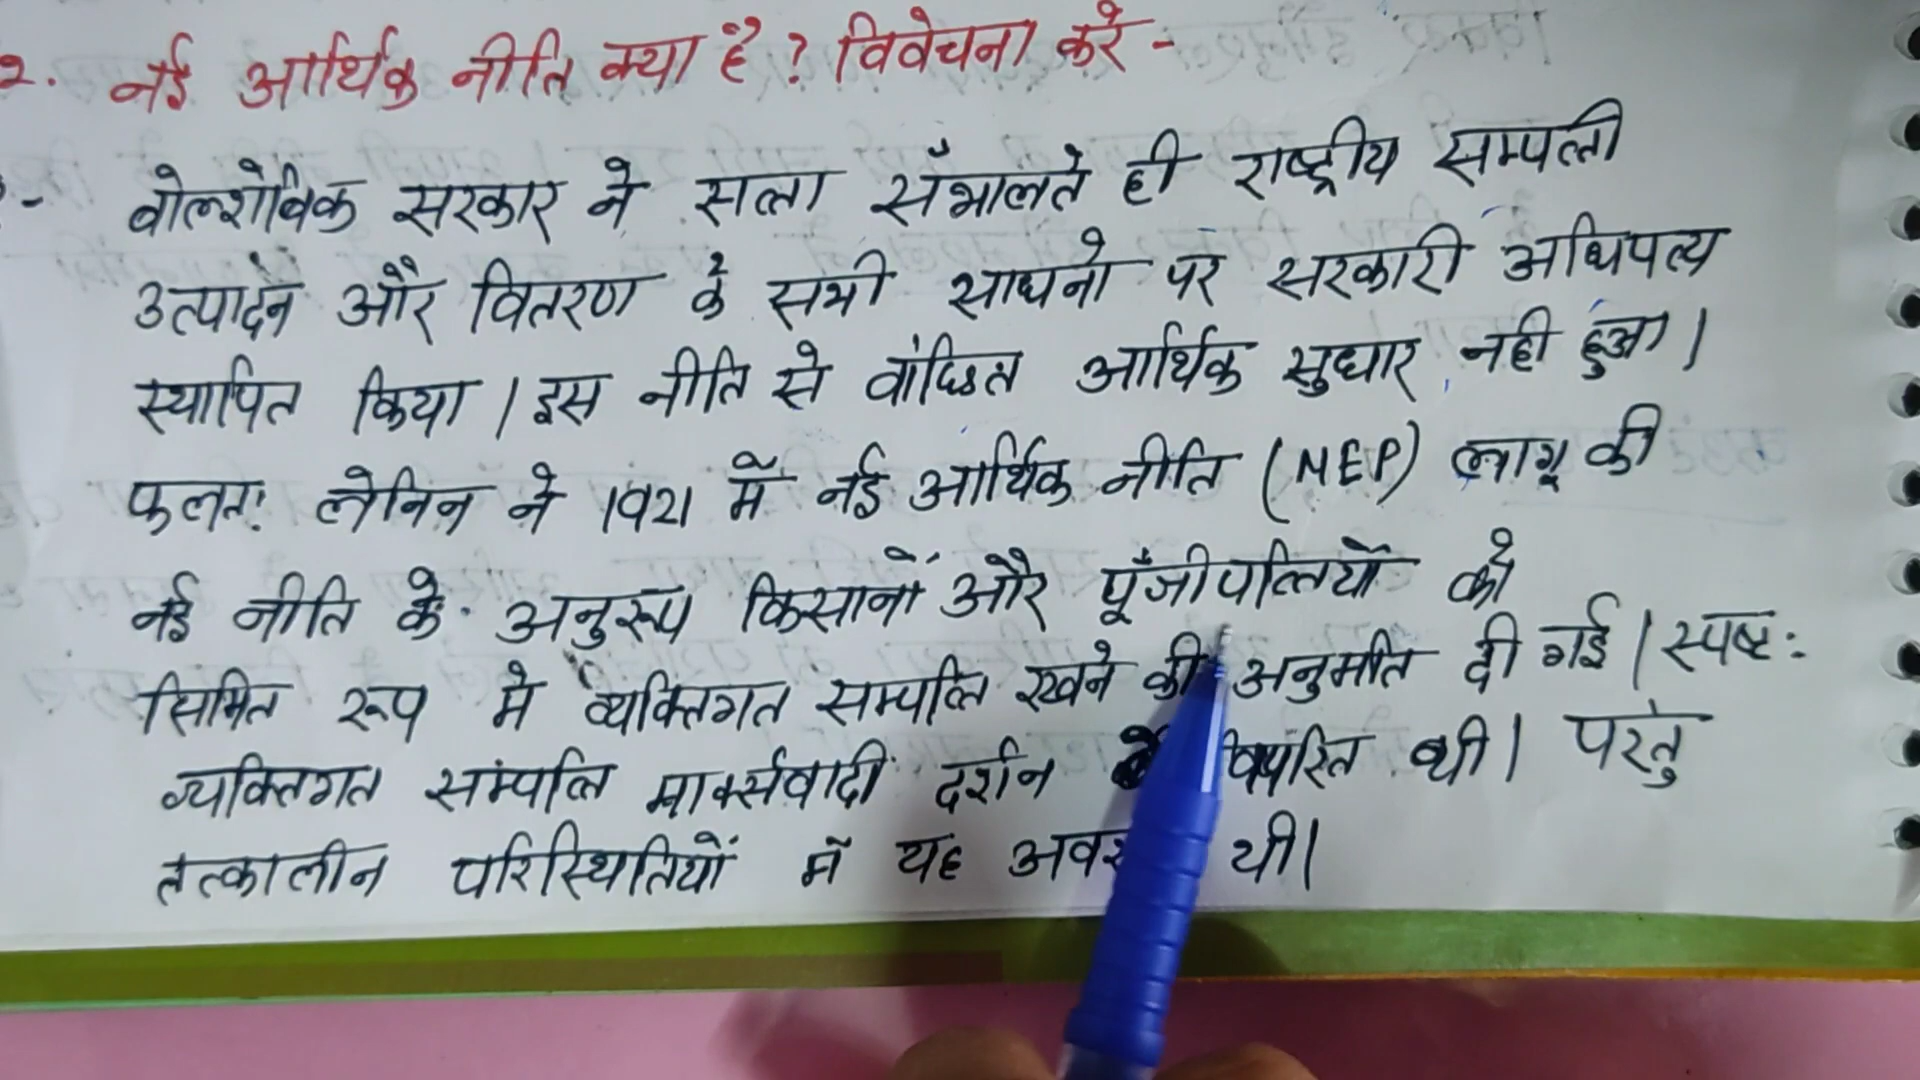 2. नई आर्थिक नीति क्या है? विवेचना करे -
बोल्शेविक सरकार ने सत्ता सँभालते ही राष्ट्रीय सम्पत्ती
उत्पादन और वितरण के सभी साधनो पर सरकारी अधिपत्य
स्थापित किया। इस नीति से वांछित आर्थिक सुधार नही हुआ।
फलतः लेनिन ने 1921 में नई आर्थिक नीति (NEP) लागू की
नई नीति के अनुरूप किसानों और पूँजीपत्तियों को
सिमित रूप मे व्यक्तिगत सम्पत्ति रखने की अनुमति दी गई। स्पष्ट:
व्यक्तिगत संम्पत्ति मार्क्सवादी दर्शन विपरित थी। परंतु
तत्कालीन परिस्थितियों में यह थी।